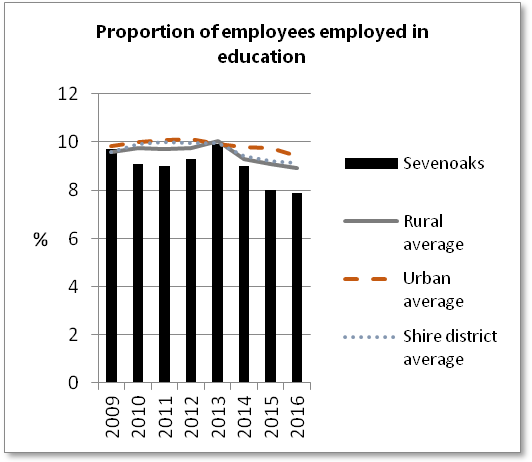 Proportion of employees employed in
education
12
10
8
6
4
2
0
%
2009
2010
2011
2012
2013
2014
2015
2016
Sevenoaks
Rural
average
Urban
average
Shire district
average